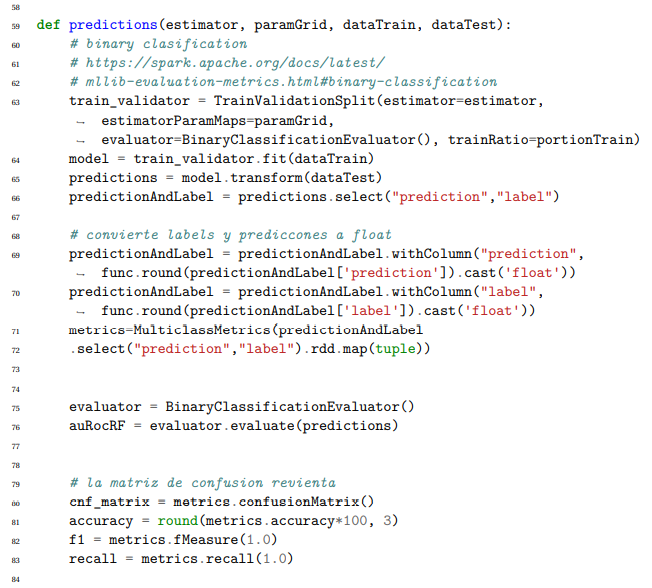 58
59 def predictions(estimator, paramGrid, dataTrain, dataTest):
60 # binary clasification
61 # https://spark.apache.org/docs/latest/
62 # mllib-evaluation-metrics.html#binary-classification
63 train_validator = TrainValidationSplit(estimator=estimator,
↪ estimatorParamMaps=paramGrid,
↪ evaluator=BinaryClassificationEvaluator(), trainRatio=portionTrain)
64 model = train_validator.fit(dataTrain)
65 predictions = model.transform(dataTest)
66 predictionAndLabel = predictions.select("prediction","label")
67
68 # convierte labels y prediccones a float
69 predictionAndLabel = predictionAndLabel.withColumn("prediction",
↪ func.round(predictionAndLabel['prediction']).cast('float'))
70 predictionAndLabel = predictionAndLabel.withColumn("label",
↪ func.round(predictionAndLabel['label']).cast('float'))
71 metrics=MulticlassMetrics(predictionAndLabel
72 .select("prediction","label").rdd.map(tuple))
73
74
75 evaluator = BinaryClassificationEvaluator()
76 auRocRF = evaluator.evaluate(predictions)
77
78
79 # la matriz de confusion revienta
80 cnf_matrix = metrics.confusionMatrix()
81 accuracy = round(metrics.accuracy*100, 3)
82 f1 = metrics.fMeasure(1.0)
83 recall = metrics.recall(1.0)
84